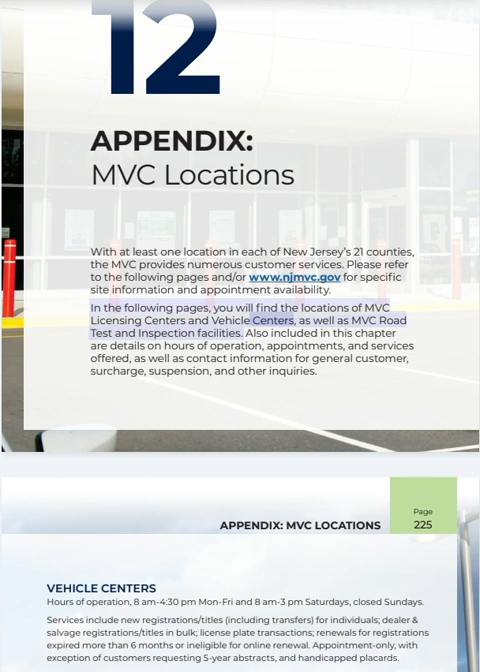 12
APPENDIX:
MVC Locations
With at least one location in each of New Jersey's 21 counties,
the MVC provides numerous customer services. Please refer
to the following pages and/or www.njmvc.gov for specific
site information and appointment availability.
In the following pages, you will find the locations of MVC
Licensing Centers and Vehicle Centers, as well as MVC Road
Test and Inspection facilities. Also included in this chapter
are details on hours of operation, appointments, and services
offered, as well as contact information for general customer,
surcharge, suspension, and other inquiries.
Page
APPENDIX: MVC LOCATIONS 225
VEHICLE CENTERS
Hours of operation, 8 am-4:30 pm Mon-Fri and 8 am-3 pm Saturdays, closed Sundays.
Services include new registrations/titles (including transfers) for individuals; dealer &
salvage registrations/titles in bulk; license plate transactions; renewals for registrations
expired more than 6 months or ineligible for online renewal. Appointment-only, with
exception of customers requesting 5-year abstracts, and handicapped placards.